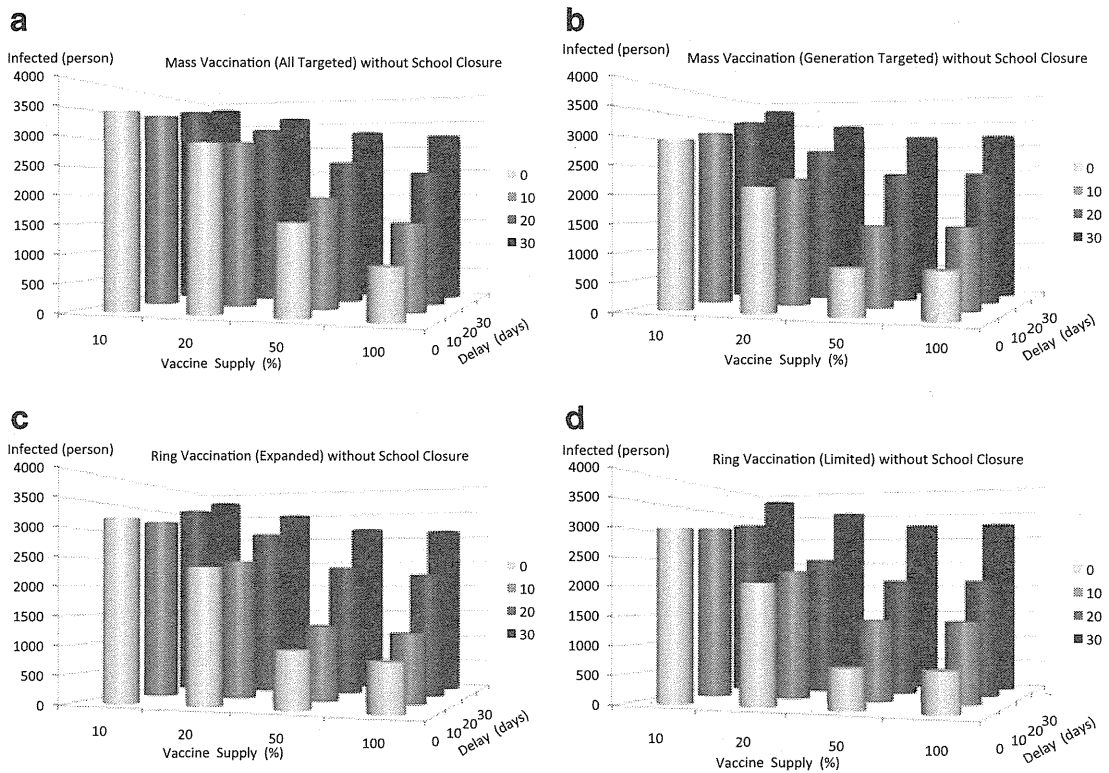 a
Infected (person)
Mass Vaccination (All Targeted) without School Closure
4000
3500
3000
2500
2000
1500
1000
500
0
10
20
50
100
Vaccine Supply (%)
0 10 20 30
Delay (days)
0
10
20
30
b
Infected (person)
Mass Vaccination (Generation Targeted) without School Closure
4000
3500
3000
2500
2000
1500
1000
500
0
10
20
50
100
Vaccine Supply (%)
0 10 20 30
Delay (days)
0
10
20
30
c
Infected (person)
Ring Vaccination (Expanded) without School Closure
4000
3500
3000
2500
2000
1500
1000
500
0
10
20
50
100
Vaccine Supply (%)
0 10 20 30
Delay (days)
0
10
20
30
d
Infected (person)
Ring Vaccination (Limited) without School Closure
4000
3500
3000
2500
2000
1500
1000
500
0
10
20
50
100
Vaccine Supply (%)
0 10 20 30
Delay (days)
0
10
20
30